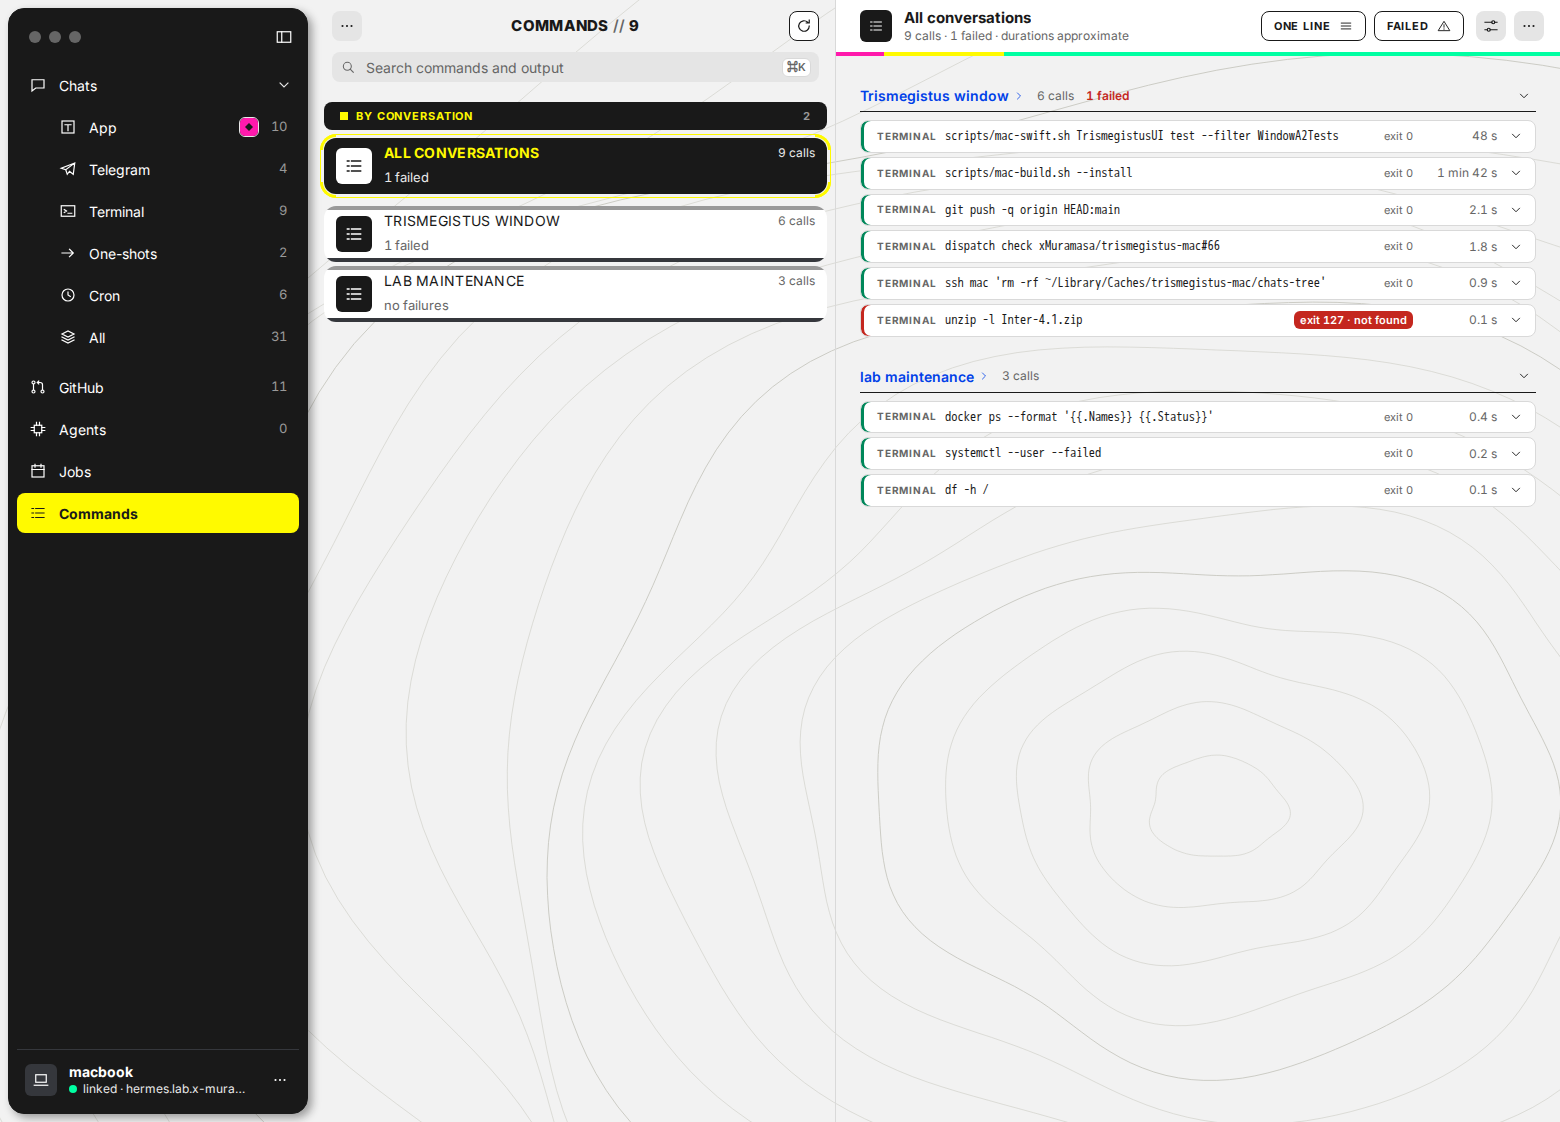 Chats
App 10
Telegram 4
Terminal 9
One-shots 2
Cron 6
All 31
GitHub 11
Agents 0
Jobs
Commands
macbook
linked · hermes.lab.x-mura...
COMMANDS // 9
Search commands and output ⌘K
BY CONVERSATION 2
ALL CONVERSATIONS 9 calls
1 failed
TRISMEGISTUS WINDOW 6 calls
1 failed
LAB MAINTENANCE 3 calls
no failures
All conversations
9 calls · 1 failed · durations approximate
ONE LINE
FAILED
Trismegistus window 6 calls 1 failed
TERMINAL scripts/mac-swift.sh TrismegistusUI test --filter WindowA2Tests exit 0 48 s
TERMINAL scripts/mac-build.sh --install exit 0 1 min 42 s
TERMINAL git push -q origin HEAD:main exit 0 2.1 s
TERMINAL dispatch check xMuramasa/trismegistus-mac#66 exit 0 1.8 s
TERMINAL ssh mac 'rm -rf ~/Library/Caches/trismegistus-mac/chats-tree' exit 0 0.9 s
TERMINAL unzip -l Inter-4.1.zip exit 127 · not found 0.1 s
lab maintenance 3 calls
TERMINAL docker ps --format '{{.Names}} {{.Status}}' exit 0 0.4 s
TERMINAL systemctl --user --failed exit 0 0.2 s
TERMINAL df -h / exit 0 0.1 s